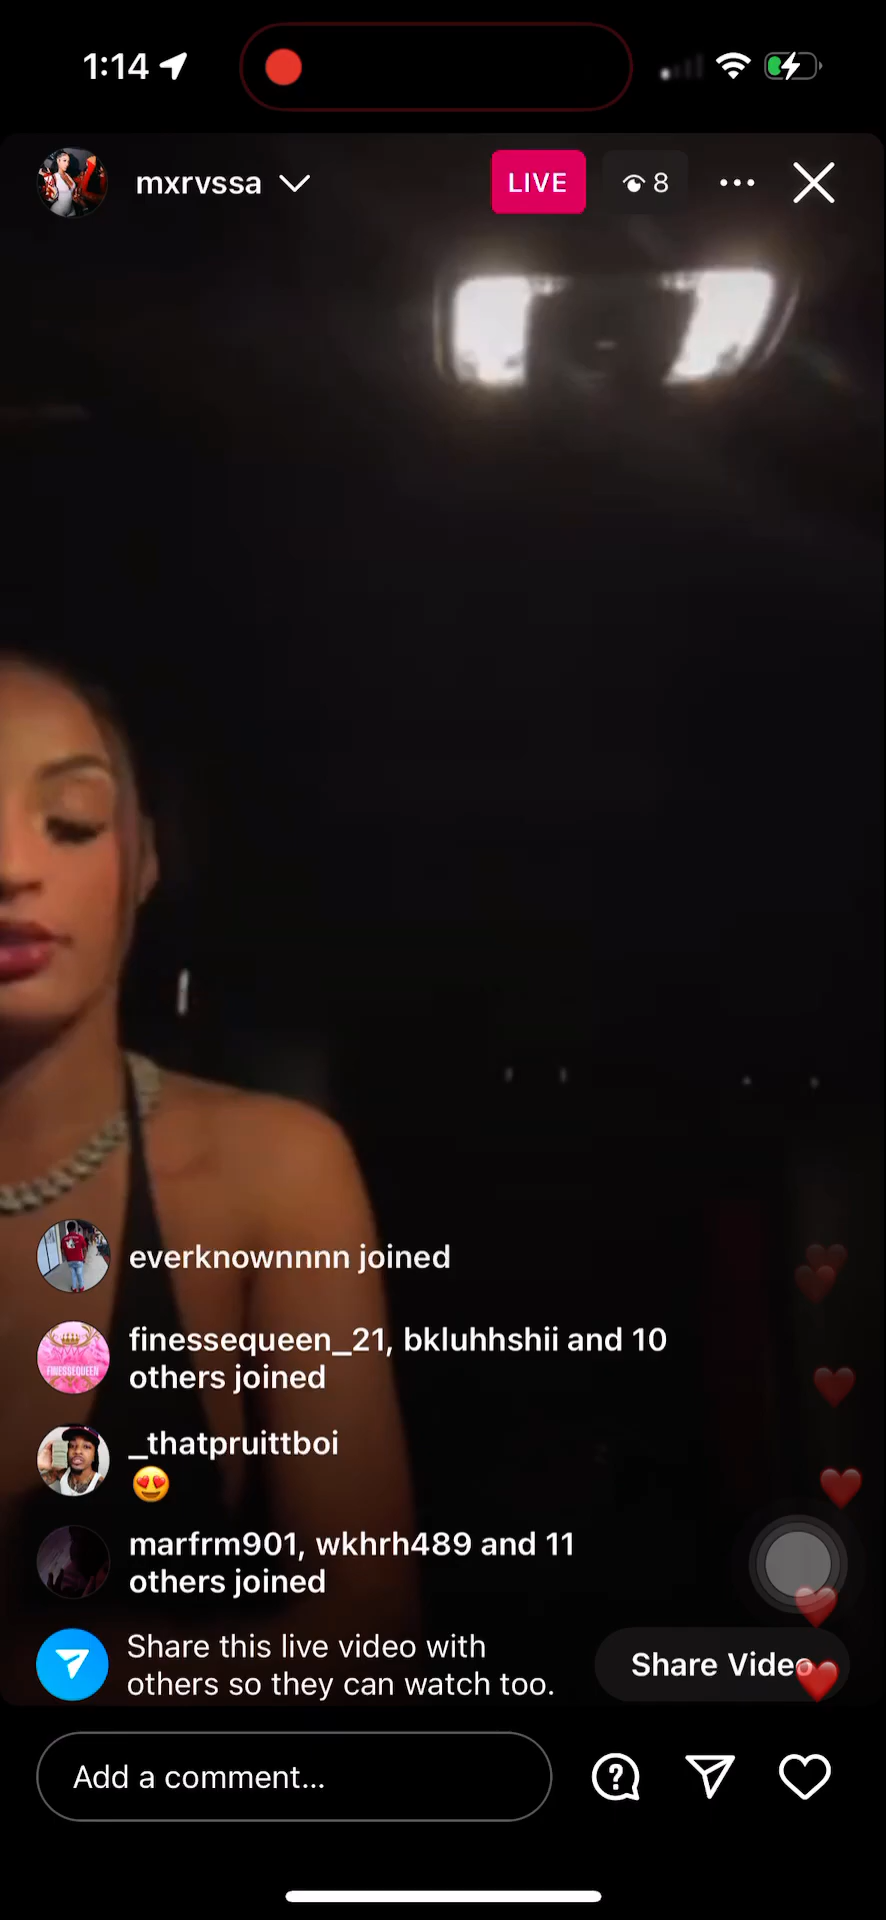 1:14
mxrvssa
LIVE
8
everknownnnn joined
finessequeen_21, bkluhhshii and 10
others joined
FINESSEQUEEN
_thatpruittboi
😍
marfrm901, wkhrh489 and 11
others joined
Share this live video with
others so they can watch too.
Share Video
Add a comment...